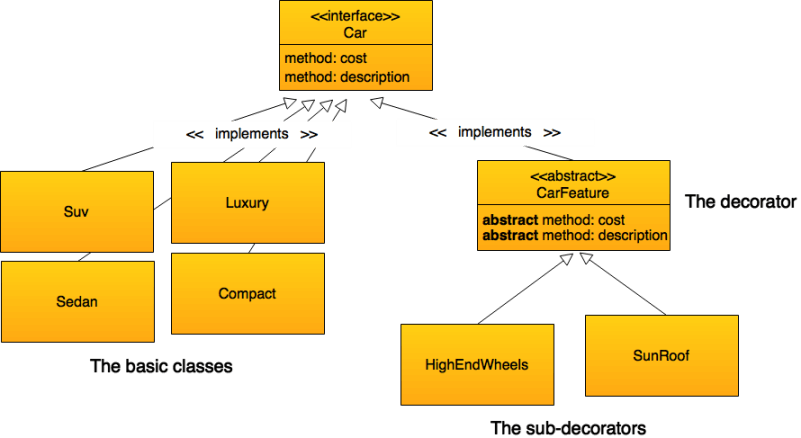 <<interface>>
Car
method: cost
method: description
<< implements >>
<< implements >>
Suv
Luxury
Sedan
Compact
The basic classes
<<abstract>>
CarFeature
abstract method: cost
abstract method: description
The decorator
HighEndWheels
SunRoof
The sub-decorators